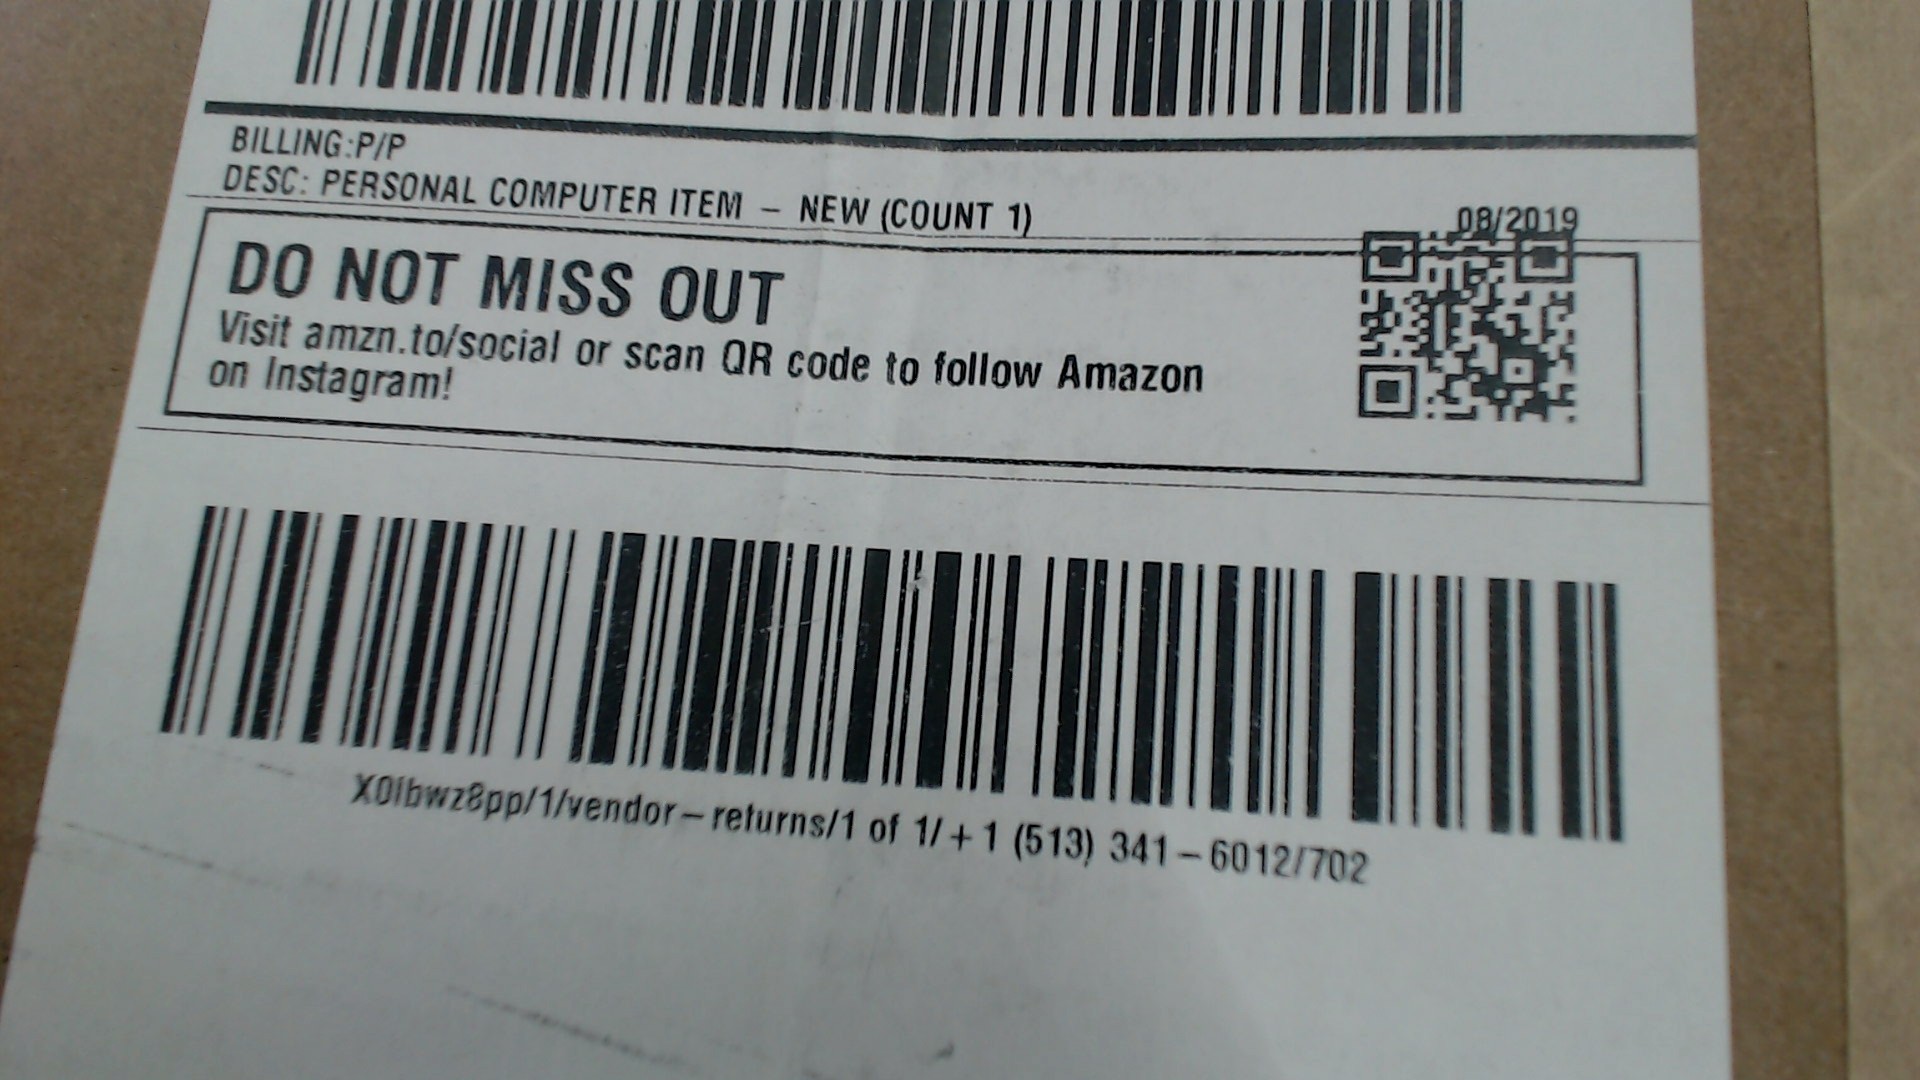 BILLING:P/P
DESC: PERSONAL COMPUTER ITEM – NEW (COUNT 1)
08/2019
DO NOT MISS OUT
Visit amzn.to/social or scan QR code to follow Amazon
on Instagram!
X0lbwz8pp/1/vendor–returns/1 of 1/+1 (513) 341–6012/702